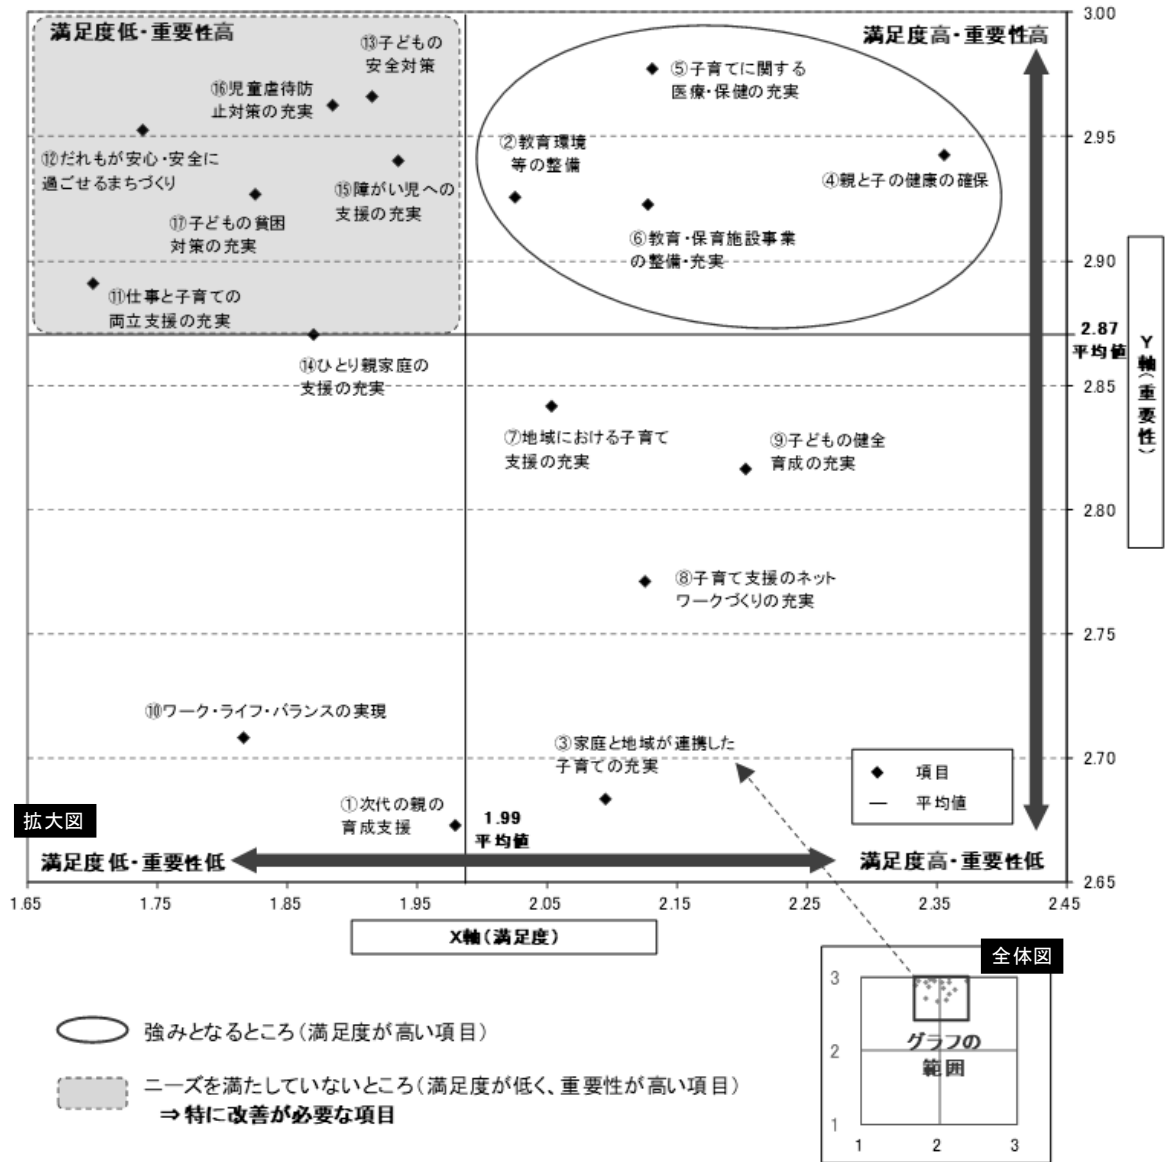 満足度低・重要性高
満足度高・重要性高
⑬子どもの
安全対策
⑯児童虐待防
止対策の充実
⑤子育てに関する
医療・保健の充実
②教育環境
等の整備
⑫だれもが安心・安全に
過ごせるまちづくり
⑮障がい児への
支援の充実
④親と子の健康の確保
⑰子どもの貧困
対策の充実
⑥教育・保育施設事業
の整備・充実
⑪仕事と子育ての
両立支援の充実
⑭ひとり親家庭の
支援の充実
⑦地域における子育て
支援の充実
⑨子どもの健全
育成の充実
⑧子育て支援のネット
ワークづくりの充実
⑩ワーク・ライフ・バランスの実現
③家庭と地域が連携した
子育ての充実
①次代の親の
育成支援
1.99
平均値
項目
平均値
拡大図
満足度低・重要性低
満足度高・重要性低
3.00
2.95
2.90
2.87
平均値
2.85
2.80
2.75
2.70
2.65
Y軸(重要性)
1.65
1.75
1.85
1.95
2.05
2.15
2.25
2.35
2.45
X軸(満足度)
全体図
3
2
1
グラフの
範囲
1
2
3
強みとなるところ(満足度が高い項目)
ニーズを満たしていないところ(満足度が低く、重要性が高い項目)
⇒特に改善が必要な項目